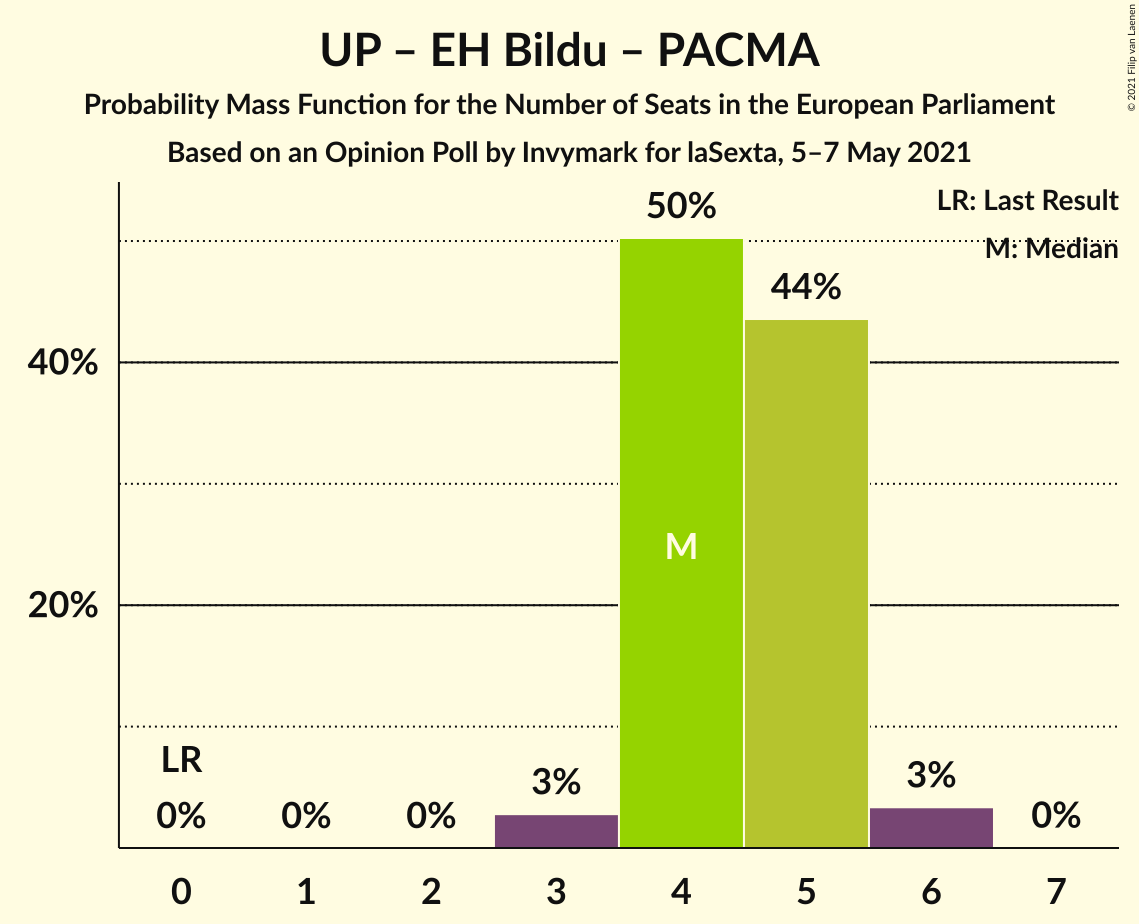 UP – EH Bildu – PACMA
Probability Mass Function for the Number of Seats in the European Parliament
Based on an Opinion Poll by Invymark for laSexta, 5–7 May 2021
© 2021 Filip van Laenen
LR: Last Result
M: Median
50%
44%
40%
M
20%
LR
0% 0% 0% 3% 3% 0%
0 1 2 3 4 5 6 7